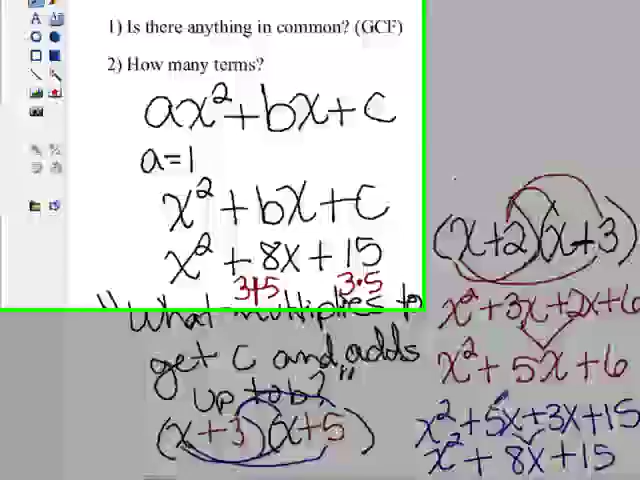 1) Is there anything in common? (GCF)
2) How many terms?
ax²+bx+c
a=1
x²+bx+c
x²+8x+15
3+5 3·5
"What multiplies to
get c and adds
up to b?"
(x+3)(x+5)
(x+2)(x+3)
x²+3x+2x+6
x²+5x+6
x²+5x+3x+15
x²+8x+15